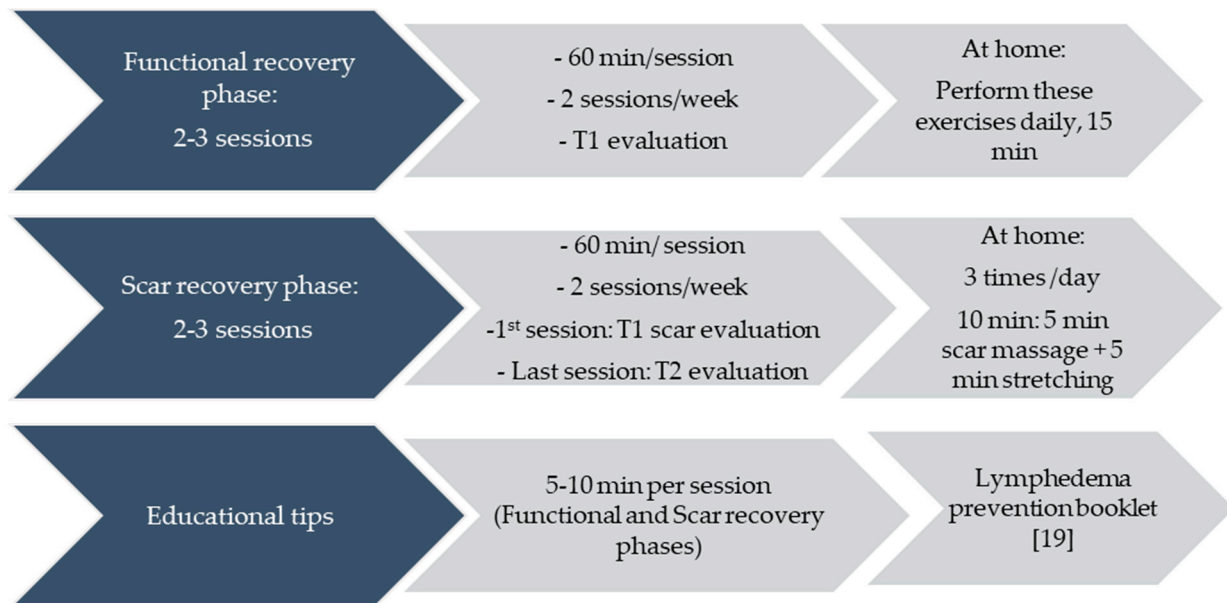 Functional recovery
phase:
2-3 sessions
- 60 min/session
- 2 sessions/week
- T1 evaluation
At home:
Perform these
exercises daily, 15
min
Scar recovery phase:
2-3 sessions
- 60 min/ session
- 2 sessions/week
-1st session: T1 scar evaluation
- Last session: T2 evaluation
At home:
3 times /day
10 min: 5 min
scar massage + 5
min stretching
Educational tips
5-10 min per session
(Functional and Scar recovery
phases)
Lymphedema
prevention booklet
[19]